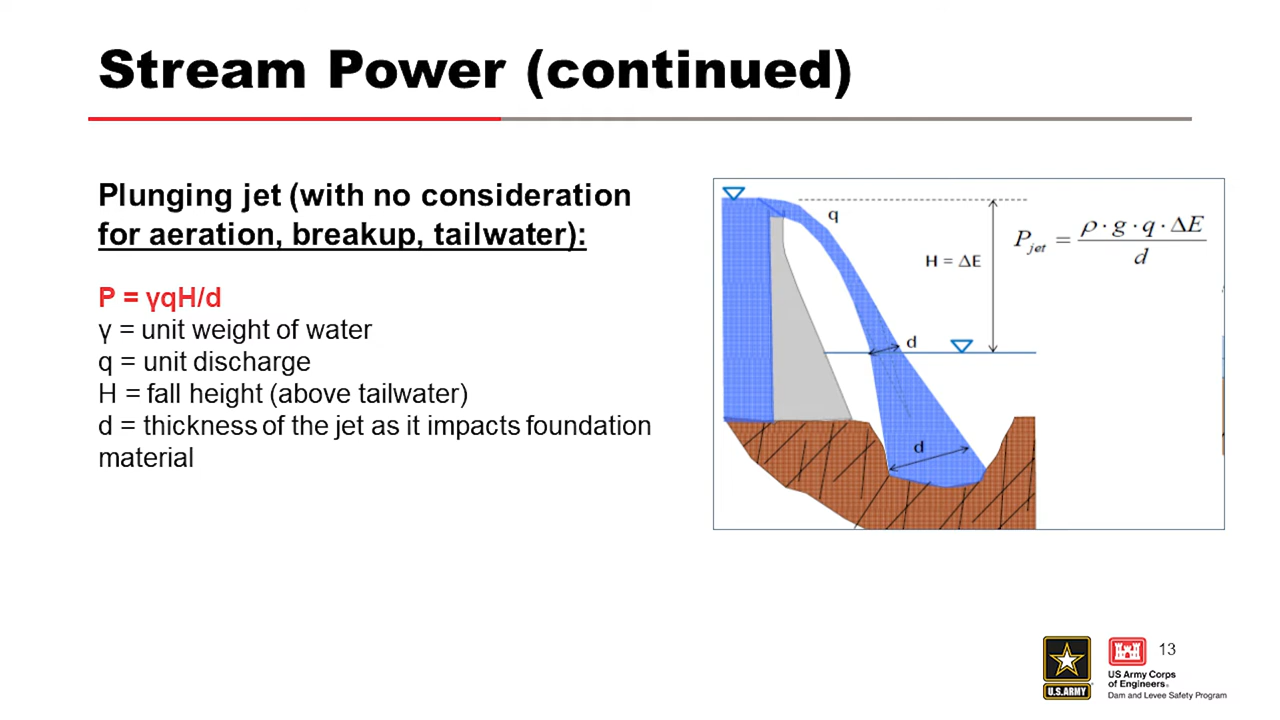 Stream Power (continued)
Plunging jet (with no consideration
for aeration, breakup, tailwater):
P = γqH/d
γ = unit weight of water
q = unit discharge
H = fall height (above tailwater)
d = thickness of the jet as it impacts foundation
material
q
H = ΔE
P_jet = ρ · g · q · ΔE / d
d
d
U.S.ARMY
US Army Corps
of Engineers®
Dam and Levee Safety Program
13